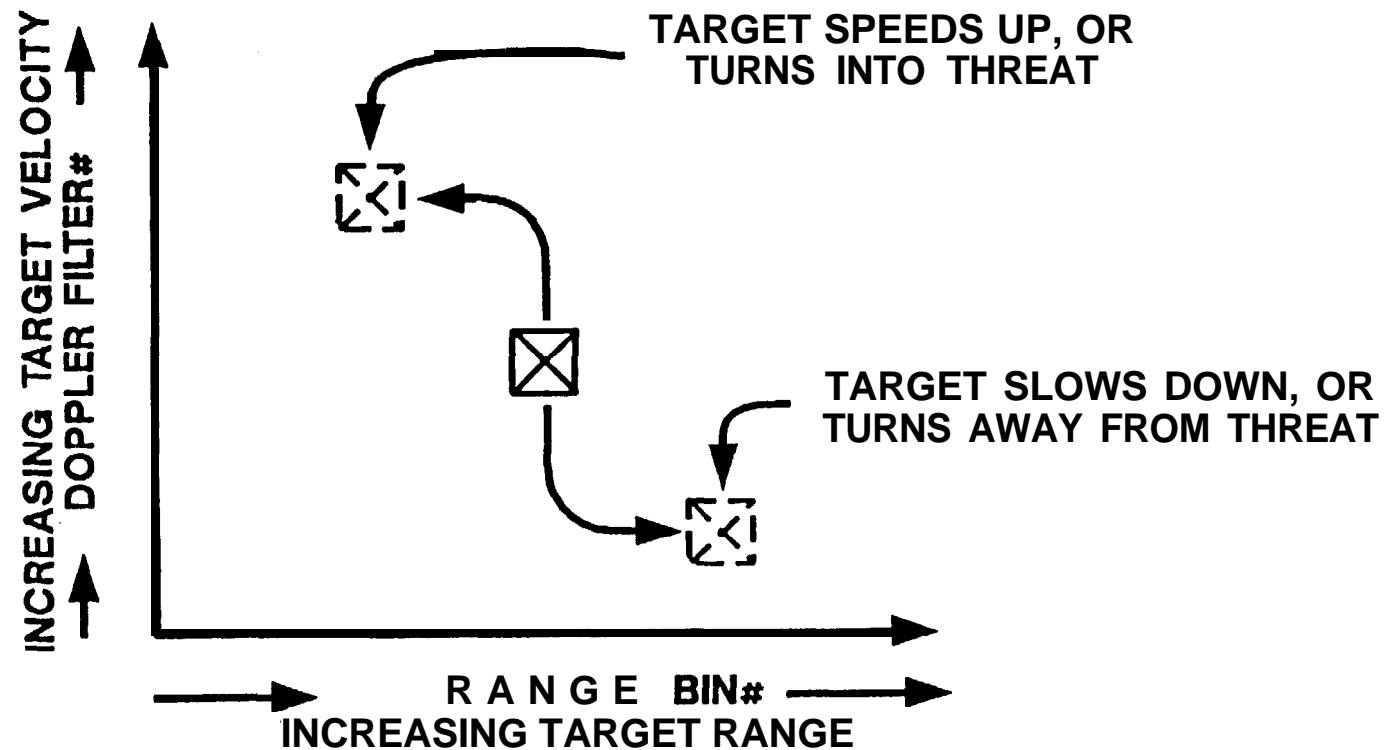 TARGET SPEEDS UP, OR
TURNS INTO THREAT
INCREASING TARGET VELOCITY
DOPPLER FILTER#
TARGET SLOWS DOWN, OR
TURNS AWAY FROM THREAT
RANGE BIN#
INCREASING TARGET RANGE